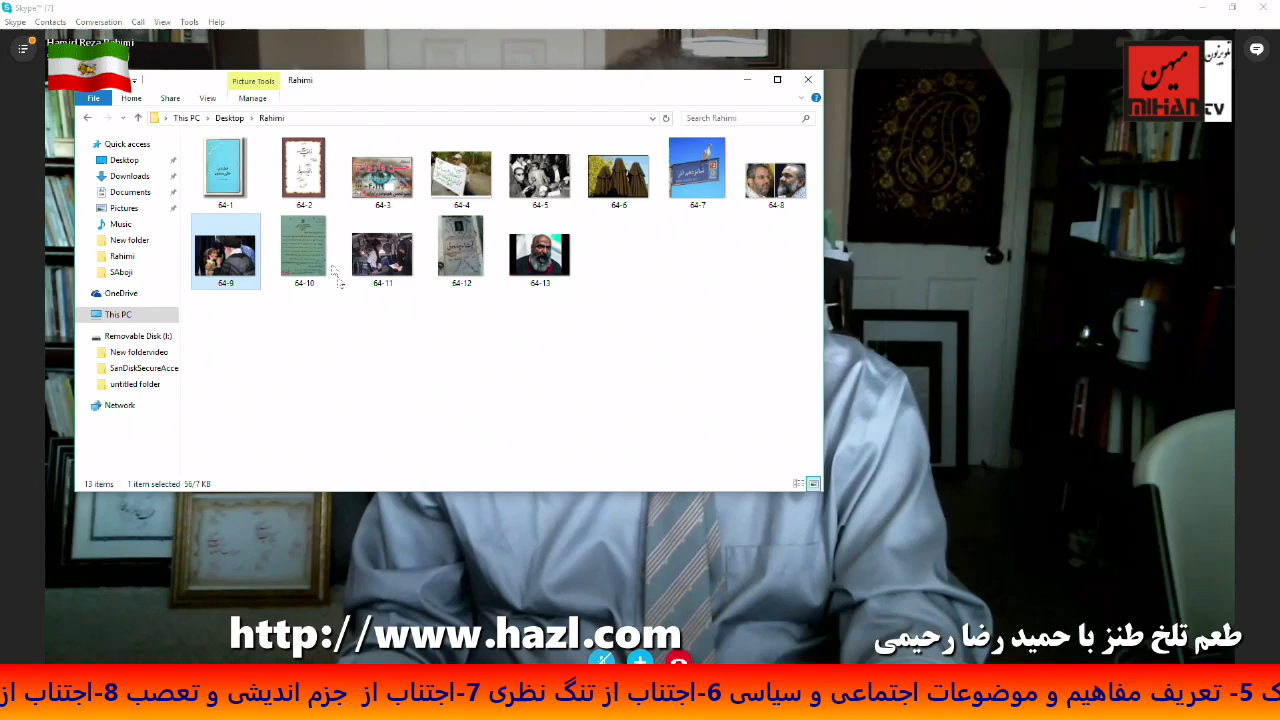 Skype™ [7]
Skype Contacts Conversation Call View Tools Help
Hamid Reza Rahimi
Picture Tools
Rahimi
File Home Share View Manage
This PC Desktop Rahimi
Search Rahimi
Quick access
Desktop
Downloads
Documents
Pictures
Music
New folder
Rahimi
SAboji
OneDrive
This PC
Removable Disk (I:)
New foldervideo
SanDiskSecureAcce
untitled folder
Network
64-1 64-2 64-3 64-4 64-5 64-6 64-7 64-8
64-9 64-10 64-11 64-12 64-13
13 items 1 item selected 56/7 KB
میهن
تلویزیون
MIHAN TV
http://www.hazl.com
طعم تلخ طنز با حمید رضا رحیمی
ک 5- تعریف مفاهیم و موضوعات اجتماعی و سیاسی 6-اجتناب از تنگ نظری 7-اجتناب از جزم اندیشی و تعصب 8-اجتناب از